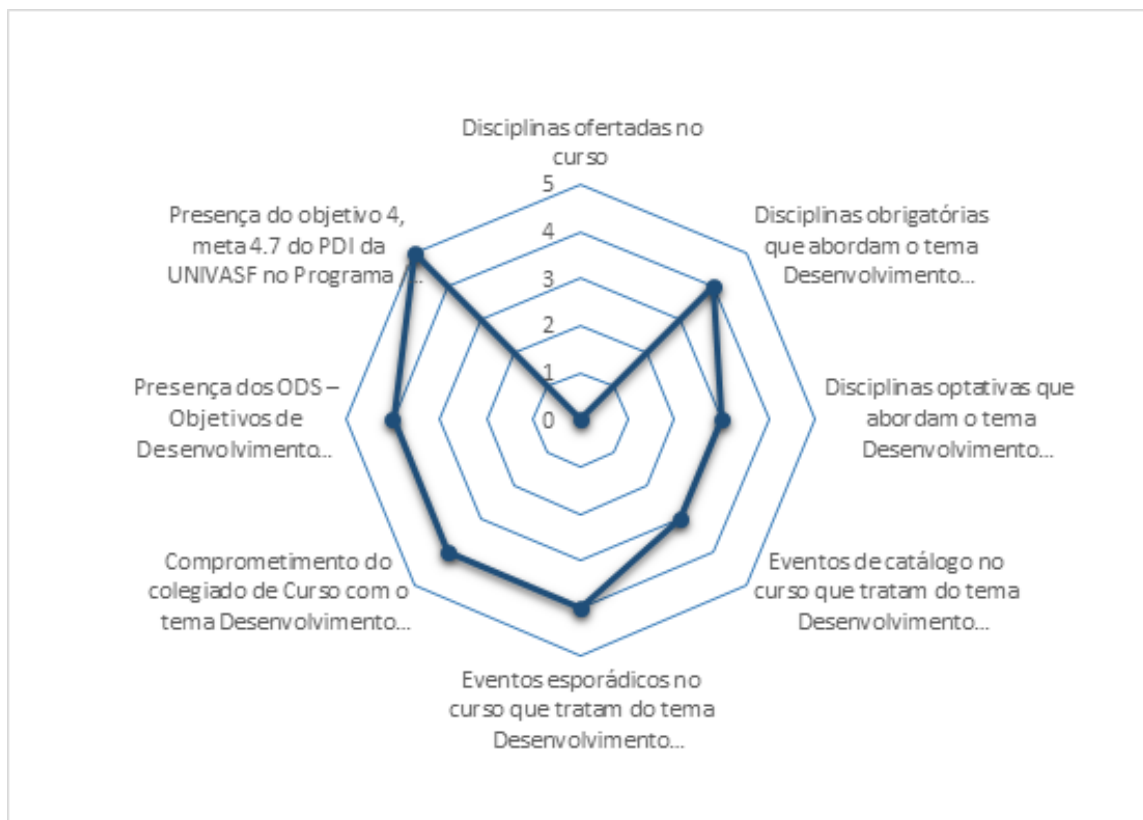 Disciplinas ofertadas no
curso
5
4
3
2
1
0
Disciplinas obrigatórias
que abordam o tema
Desenvolvimento...
Disciplinas optativas que
abordam o tema
Desenvolvimento...
Eventos de catálogo no
curso que tratam do tema
Desenvolvimento...
Eventos esporádicos no
curso que tratam do tema
Desenvolvimento...
Comprometimento do
colegiado de Curso com o
tema Desenvolvimento...
Presença dos ODS –
Objetivos de
Desenvolvimento...
Presença do objetivo 4,
meta 4.7 do PDI da
UNIVASF no Programa /...